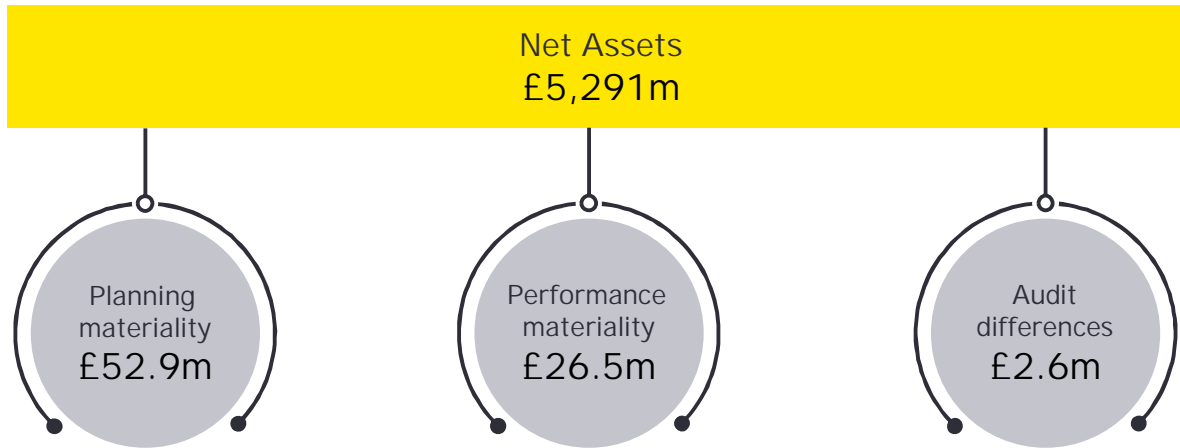 Net Assets
£5,291m
Planning
materiality
£52.9m
Performance
materiality
£26.5m
Audit
differences
£2.6m